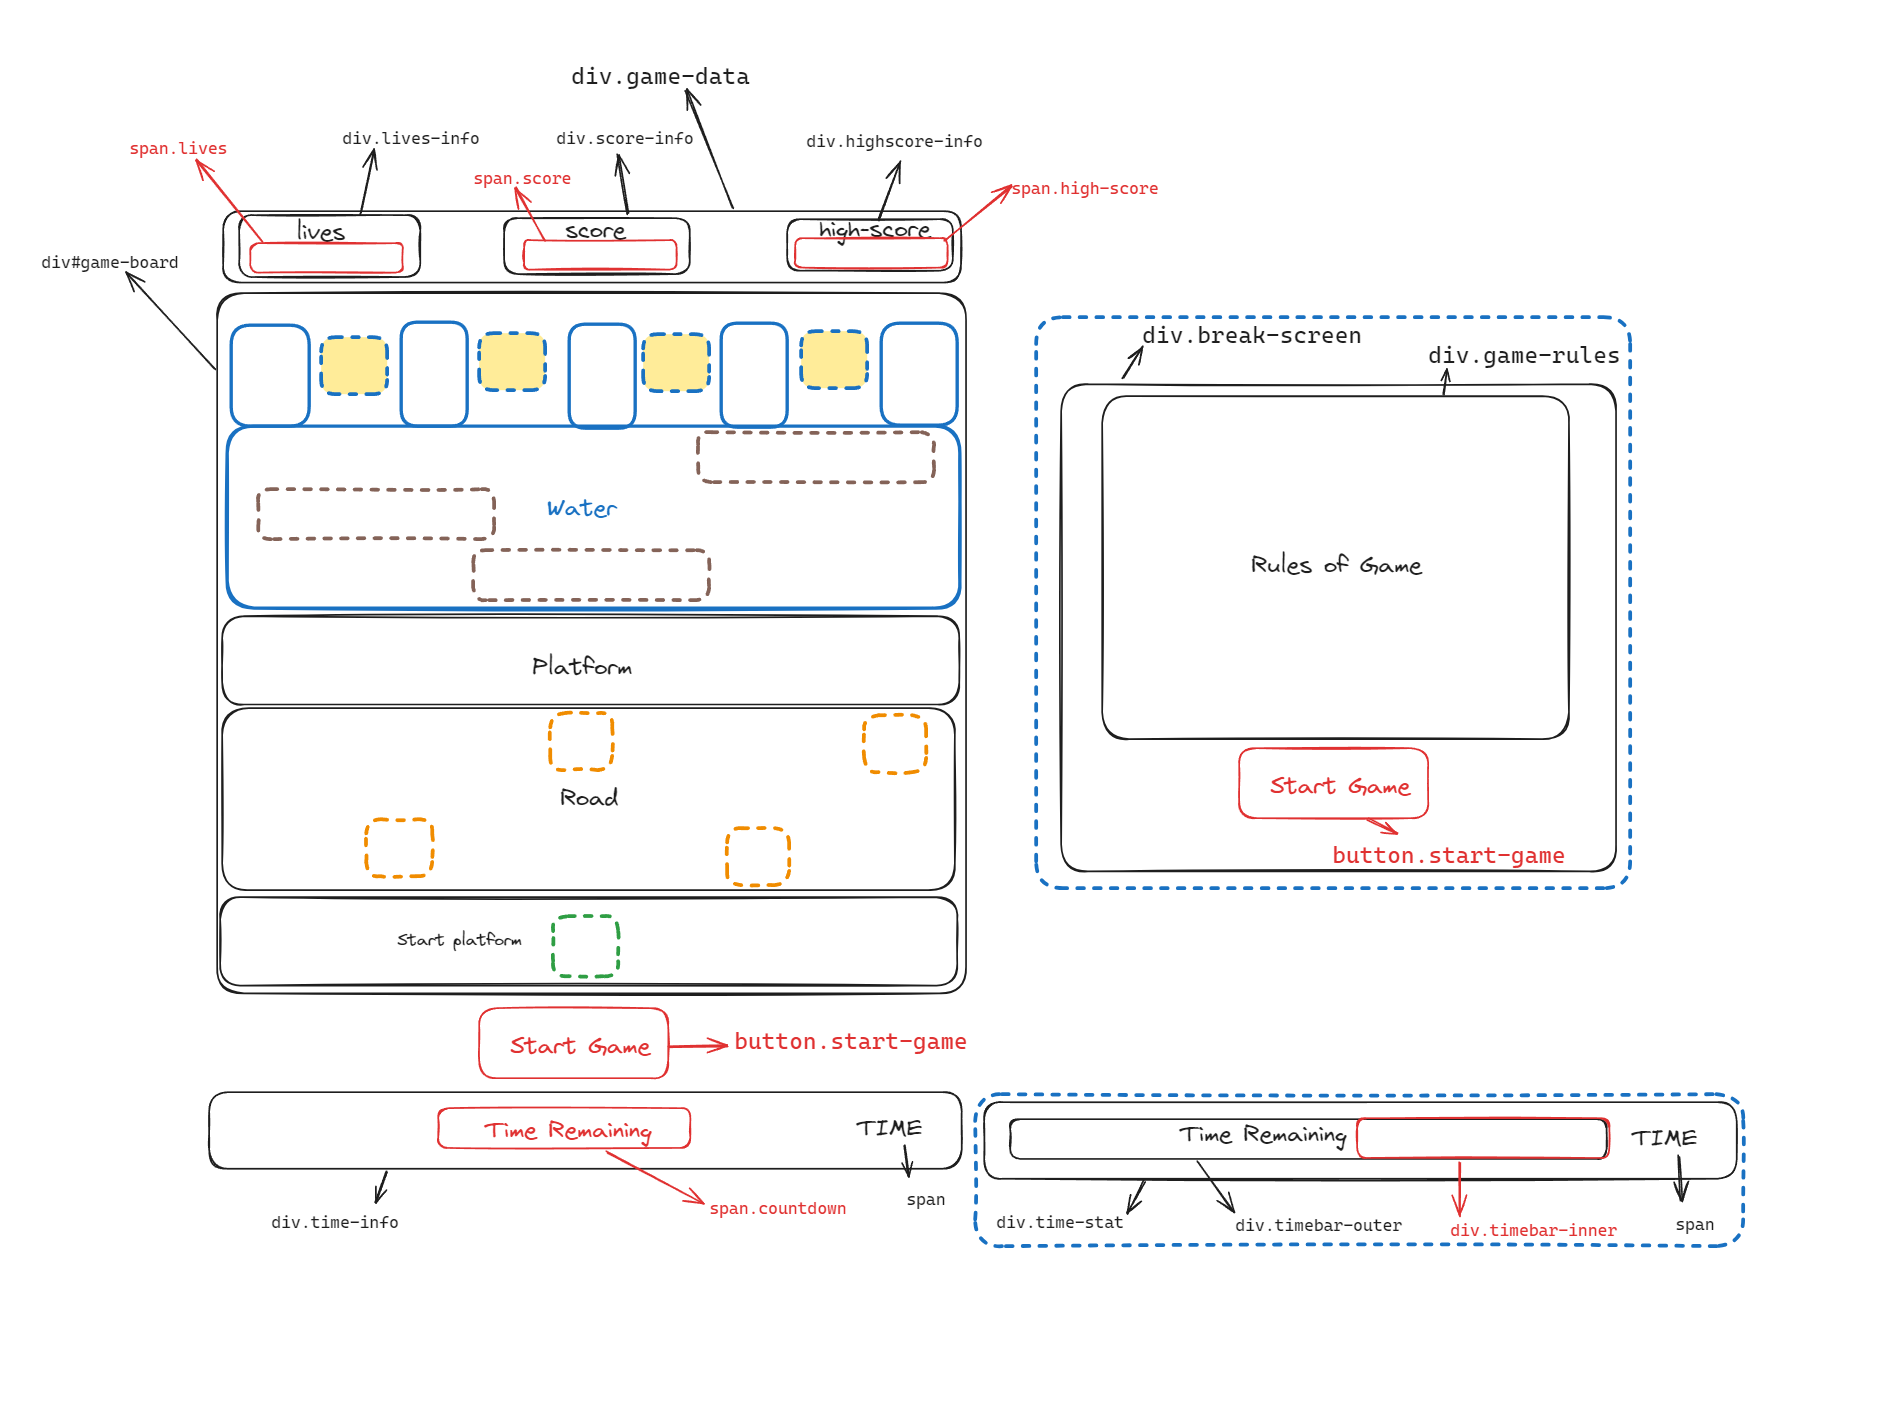 div.game-data
div.lives-info
div.score-info
div.highscore-info
span.lives
span.score
span.high-score
lives
score
high-score
div#game-board
div.break-screen
div.game-rules
Water
Rules of Game
Platform
Start Game
Road
button.start-game
Start platform
Start Game
button.start-game
Time Remaining
TIME
Time Remaining
TIME
span
span.countdown
div.time-info
div.time-stat
div.timebar-outer
div.timebar-inner
span